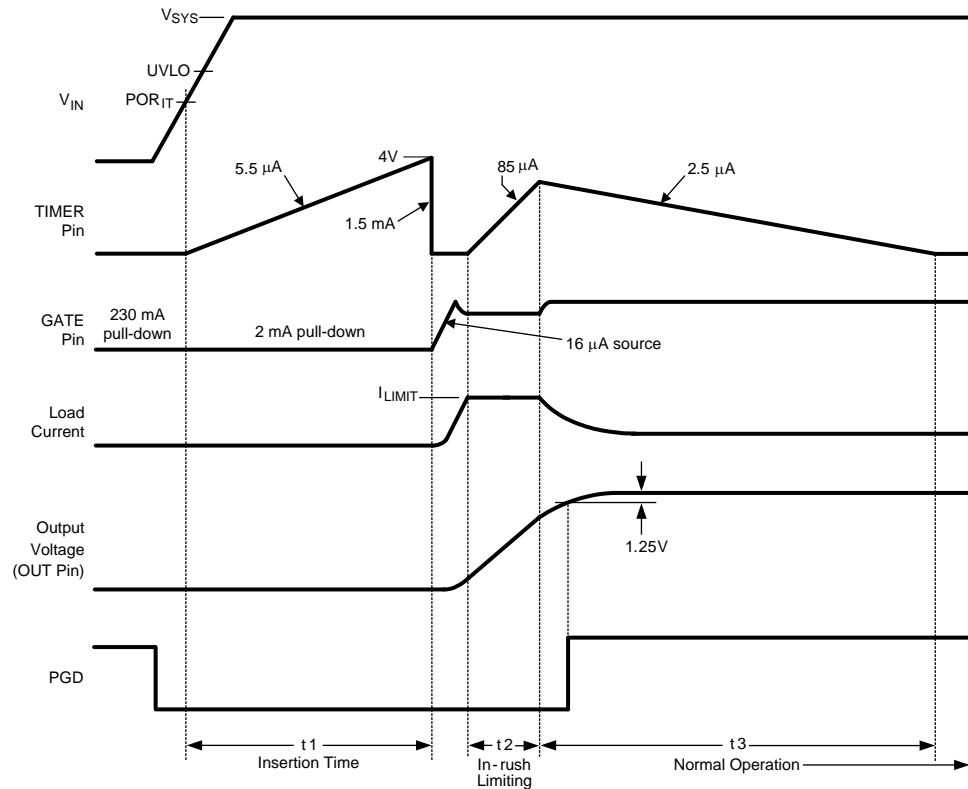 VSYS
UVLO
PORIT
VIN
4V
5.5 μA
85 μA
2.5 μA
TIMER
Pin
1.5 mA
GATE
Pin
230 mA
pull-down
2 mA pull-down
16 μA source
ILIMIT
Load
Current
Output
Voltage
(OUT Pin)
1.25V
PGD
t1
Insertion Time
t2
In-rush
Limiting
t3
Normal Operation